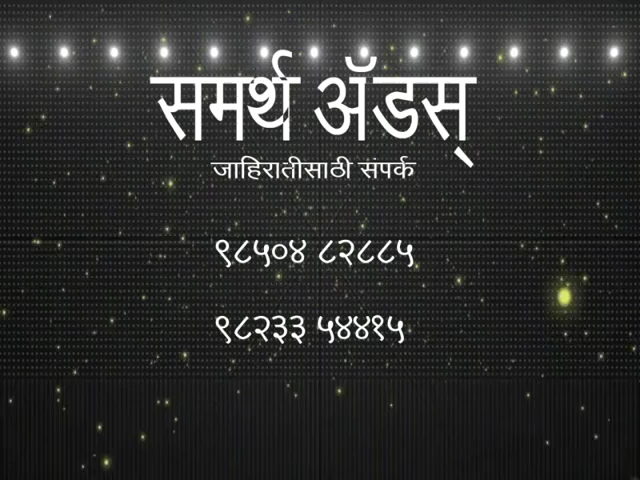 समर्थ ॲडस्
जाहिरातीसाठी संपर्क
९८५०४ ८२८८५
९८२३३ ५४४१५